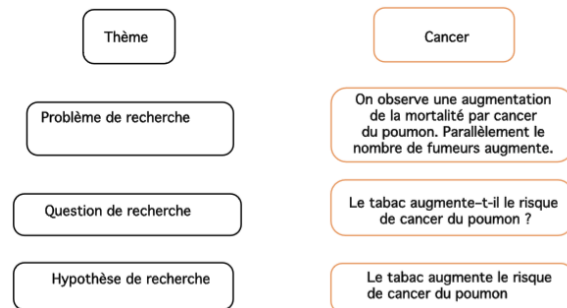 Thème
Cancer
Problème de recherche
On observe une augmentation
de la mortalité par cancer
du poumon. Parallèlement le
nombre de fumeurs augmente.
Question de recherche
Le tabac augmente-t-il le risque
de cancer du poumon ?
Hypothèse de recherche
Le tabac augmente le risque
de cancer du poumon